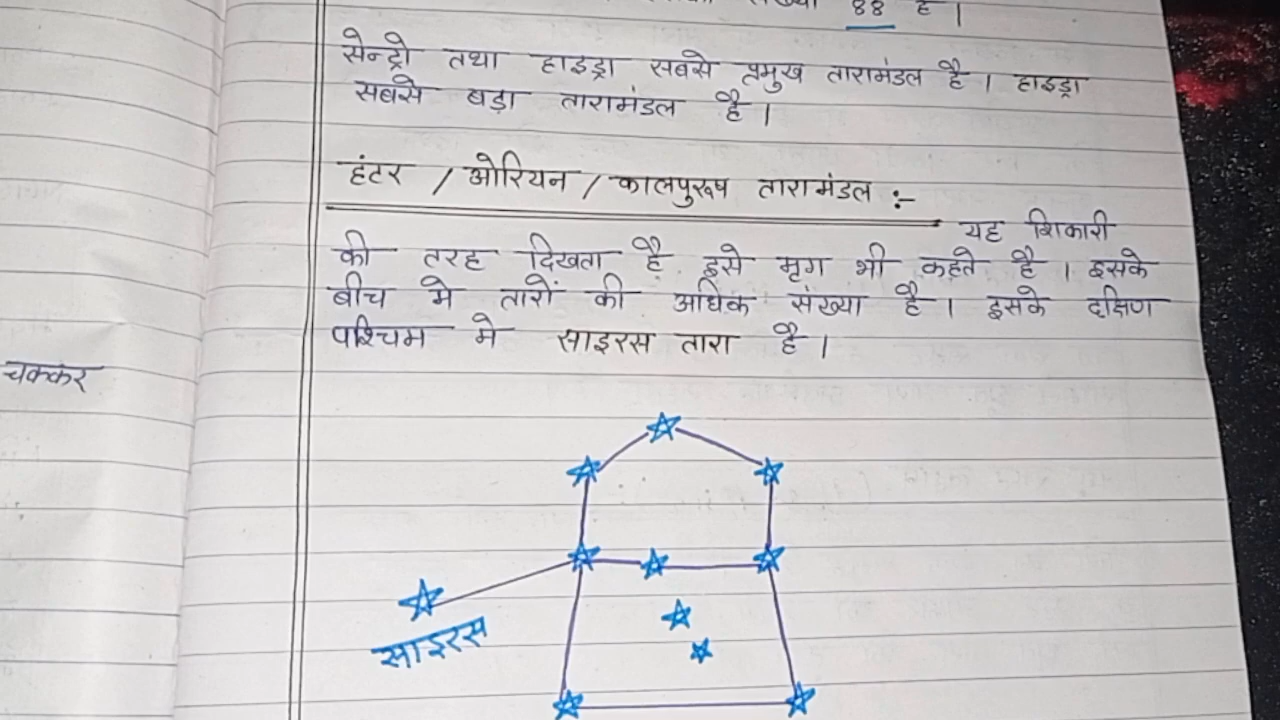 संख्या 88 है।
सेन्ट्रो तथा हाइड्रा सबसे प्रमुख तारामंडल है। हाइड्रा
सबसे बड़ा तारामंडल है।
हंटर / ओरियन / कालपुरूष तारामंडल :-
यह शिकारी
की तरह दिखता है इसे मृग भी कहते है। इसके
बीच मे तारों की अधिक संख्या है। इसके दक्षिण
पश्चिम मे साइरस तारा है।
चक्कर
साइरस